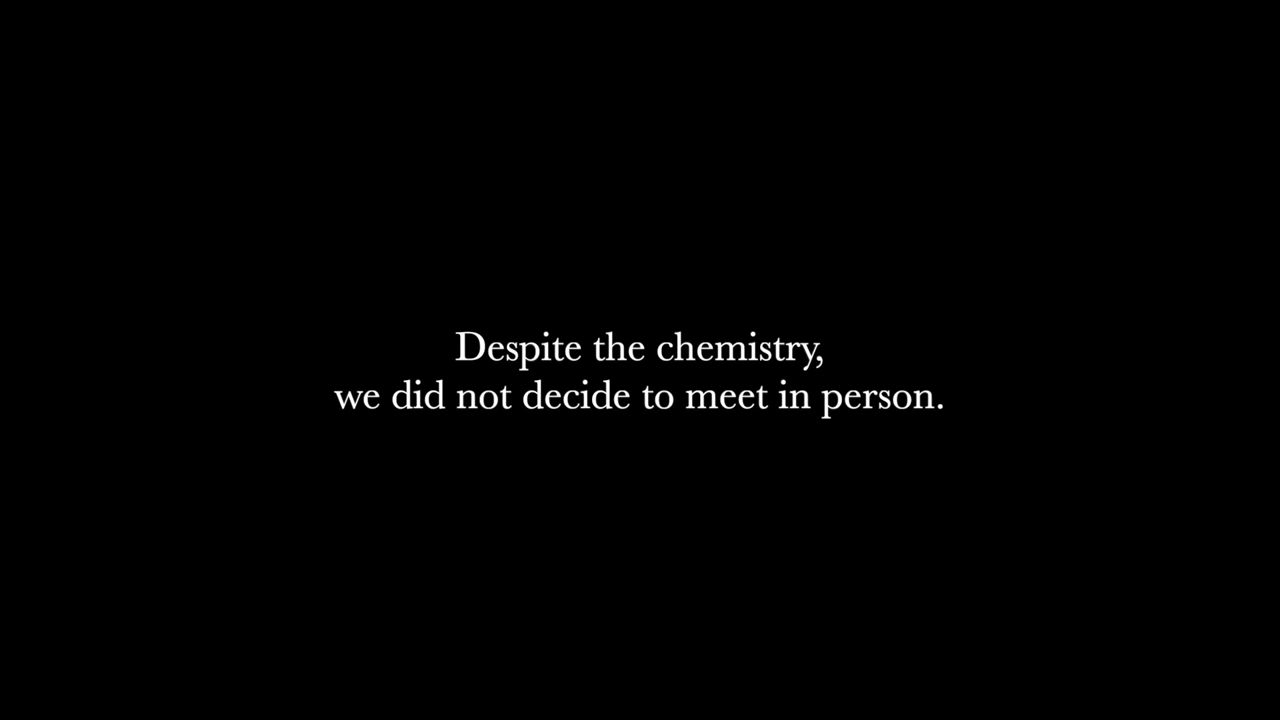 Despite the chemistry,
we did not decide to meet in person.